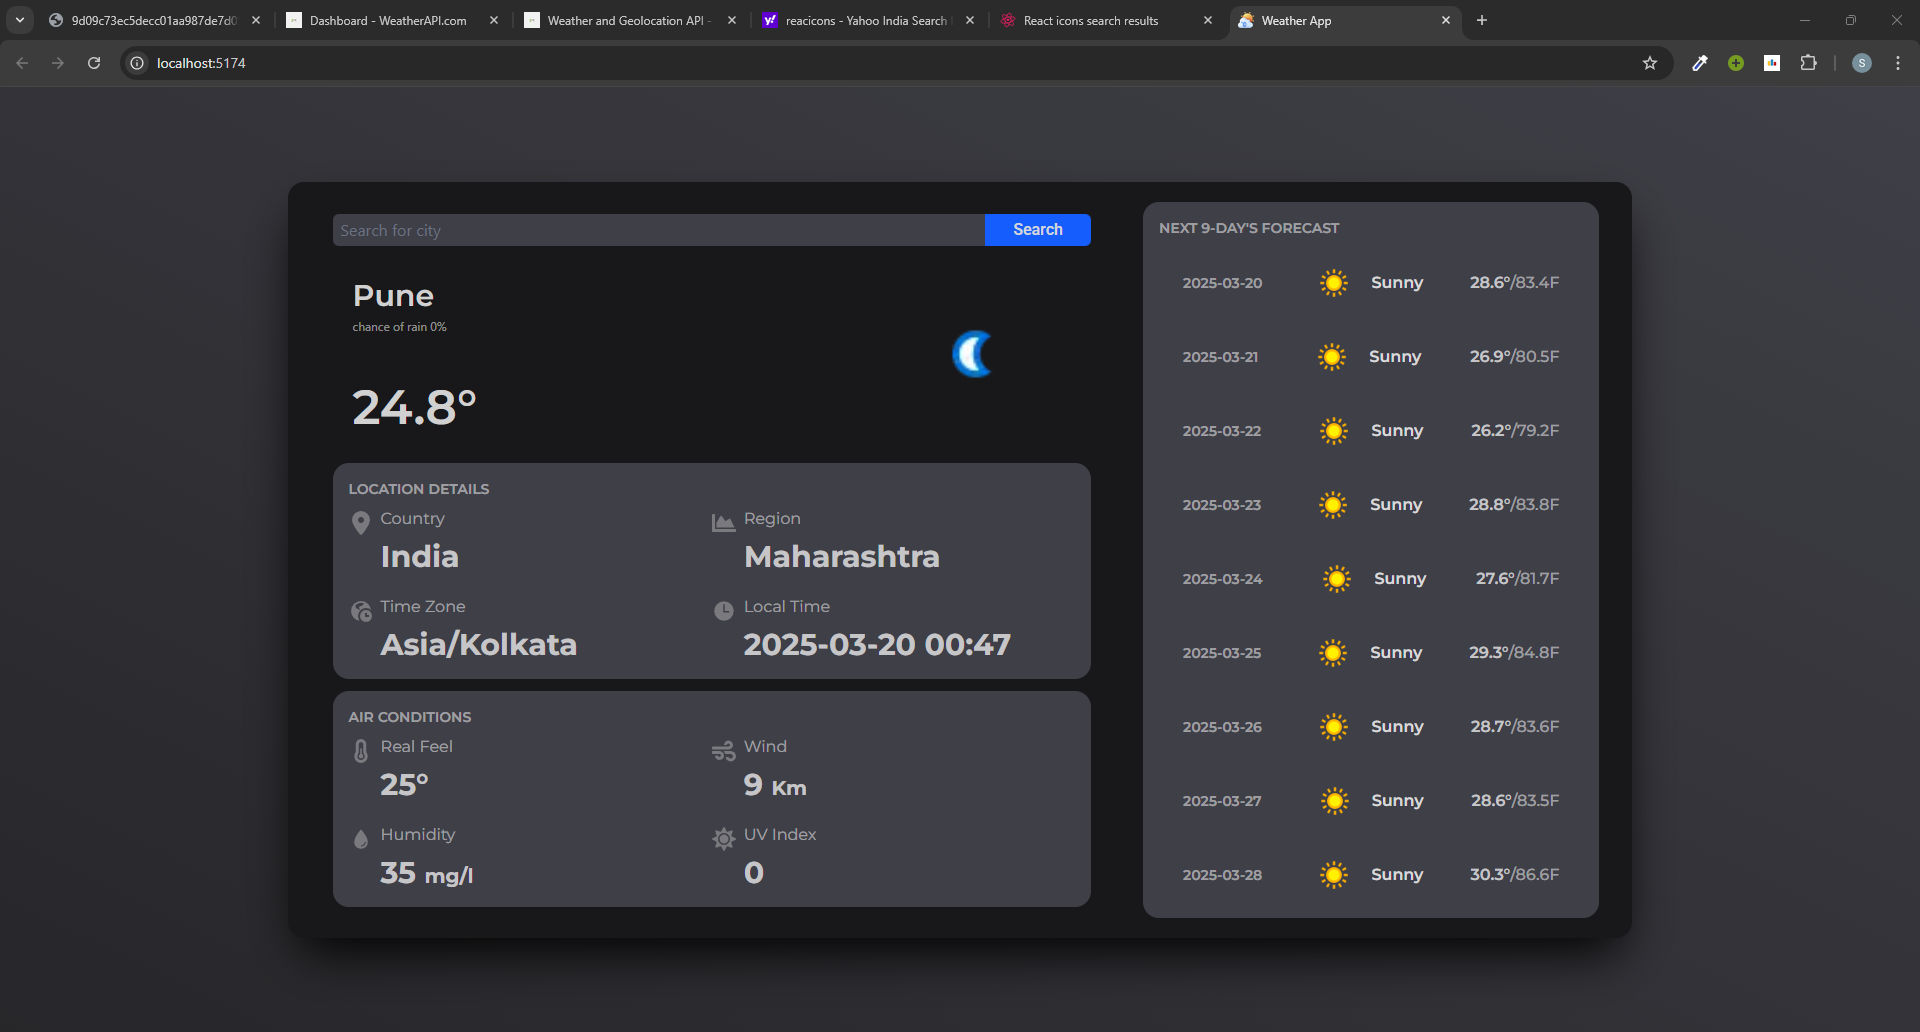 9d09c73ec5decc01aa987de7d0
Dashboard - WeatherAPI.com
Weather and Geolocation API -
reacicons - Yahoo India Search
React icons search results
Weather App
localhost:5174
S
Search for city
Search
Pune
chance of rain 0%
24.8°
LOCATION DETAILS
Country
India
Region
Maharashtra
Time Zone
Asia/Kolkata
Local Time
2025-03-20 00:47
AIR CONDITIONS
Real Feel
25°
Wind
9 Km
Humidity
35 mg/l
UV Index
0
NEXT 9-DAY'S FORECAST
2025-03-20 Sunny 28.6°/83.4F
2025-03-21 Sunny 26.9°/80.5F
2025-03-22 Sunny 26.2°/79.2F
2025-03-23 Sunny 28.8°/83.8F
2025-03-24 Sunny 27.6°/81.7F
2025-03-25 Sunny 29.3°/84.8F
2025-03-26 Sunny 28.7°/83.6F
2025-03-27 Sunny 28.6°/83.5F
2025-03-28 Sunny 30.3°/86.6F